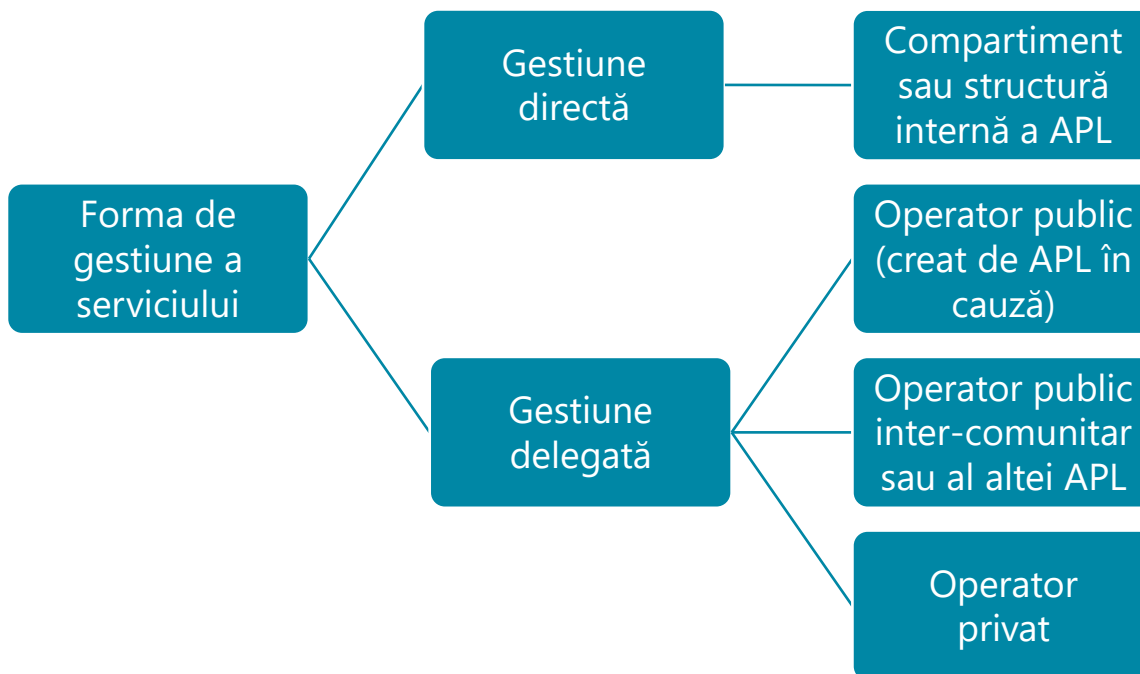 Forma de
gestiune a
serviciului
Gestiune
directă
Compartiment
sau structură
internă a APL
Gestiune
delegată
Operator public
(creat de APL în
cauză)
Operator public
inter-comunitar
sau al altei APL
Operator
privat